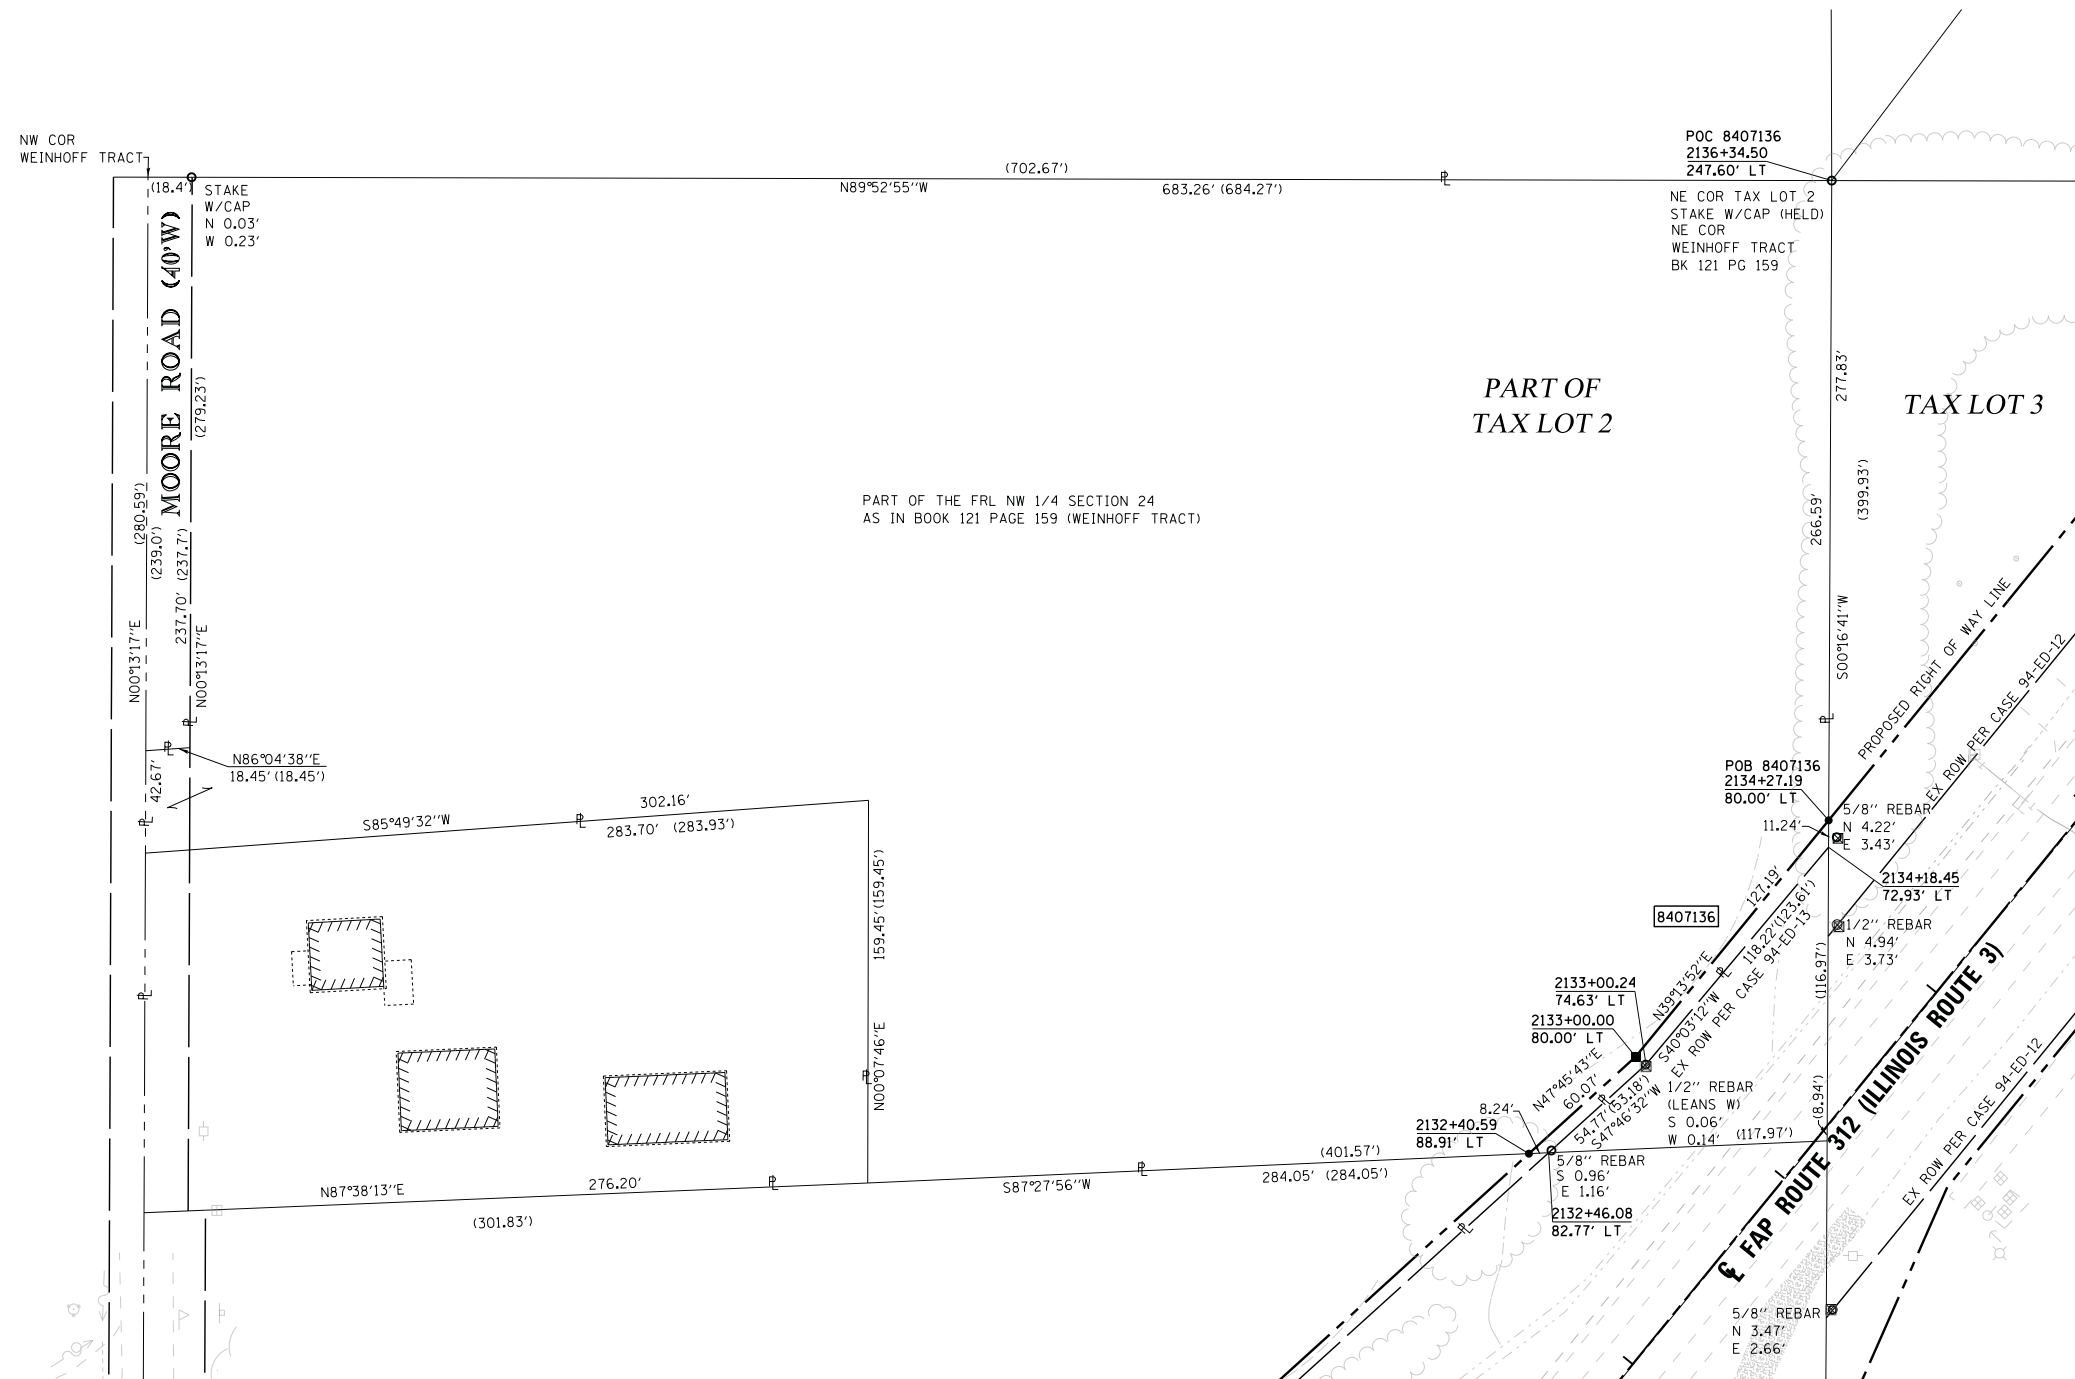 NW COR
WEINHOFF TRACT
(18.4')
STAKE
W/CAP
N 0.03'
W 0.23'
(702.67')
N89°52'55''W
683.26' (684.27')
POC 8407136
2136+34.50
247.60' LT
NE COR TAX LOT 2
STAKE W/CAP (HELD)
NE COR
WEINHOFF TRACT
BK 121 PG 159
MOORE ROAD (40'W)
(279.23')
(280.59')
(239.0')
237.70' (237.7')
N00°13'17''E
N00°13'17''E
PART OF
TAX LOT 2
TAX LOT 3
277.83'
266.59'
(399.93')
S00°16'41''W
PART OF THE FRL NW 1/4 SECTION 24
AS IN BOOK 121 PAGE 159 (WEINHOFF TRACT)
PROPOSED RIGHT OF WAY LINE
EX ROW PER CASE 94-ED-12
N86°04'38''E
18.45' (18.45')
42.67'
S85°49'32''W
302.16'
283.70' (283.93')
159.45' (159.45')
N00°07'46''E
POB 8407136
2134+27.19
80.00' LT
11.24'
5/8'' REBAR
N 4.22'
E 3.43'
2134+18.45
72.93' LT
8407136
1/2'' REBAR
N 4.94'
E 3.73'
127.19'
N39°13'52''E
118.22'(123.61')
S40°03'12''W
EX ROW PER CASE 94-ED-13
(116.97')
(8.94')
2133+00.24
74.63' LT
2133+00.00
80.00' LT
N47°45'43''E
60.07'
54.77'(53.18')
S47°46'32''W
1/2'' REBAR
(LEANS W)
S 0.06'
W 0.14'
(117.97')
8.24'
2132+40.59
88.91' LT
5/8'' REBAR
S 0.96'
E 1.16'
2132+46.08
82.77' LT
(401.57')
284.05' (284.05')
S87°27'56''W
N87°38'13''E
276.20'
(301.83')
℄ FAP ROUTE 312 (ILLINOIS ROUTE 3)
EX ROW PER CASE 94-ED-12
5/8'' REBAR
N 3.47'
E 2.66'